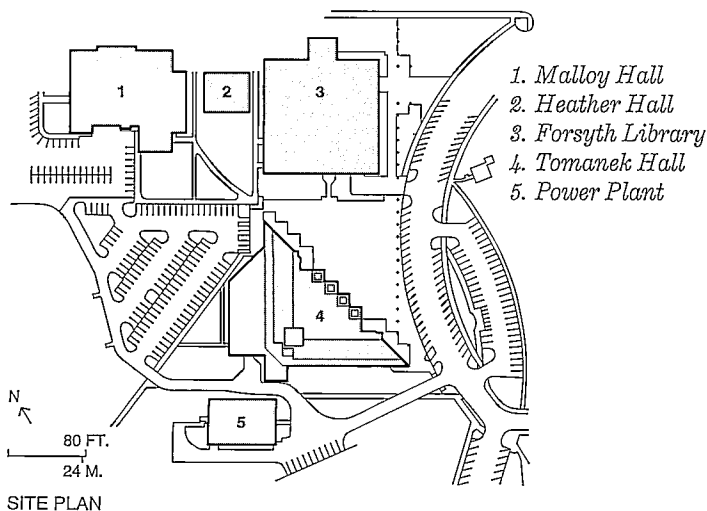 1
2
3
1. Malloy Hall
2. Heather Hall
3. Forsyth Library
4. Tomanek Hall
5. Power Plant
4
N
5
80 FT.
24 M.
SITE PLAN